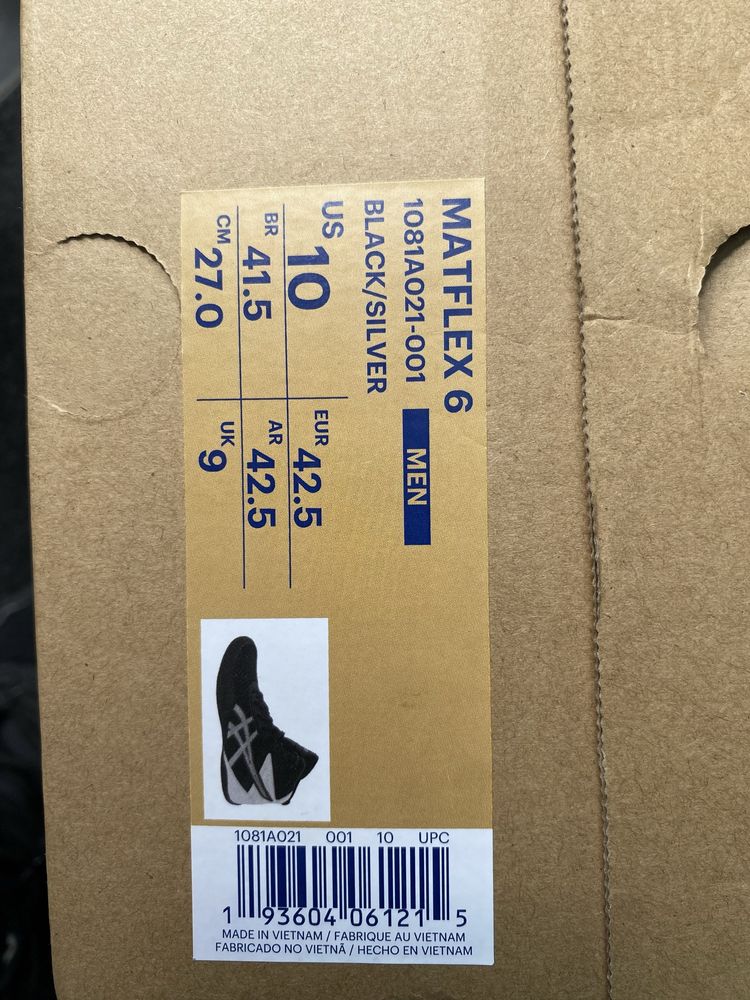 MATFLEX 6
1081A021-001 MEN
BLACK/SILVER
US 10 EUR 42.5
BR 41.5 AR 42.5
CM 27.0 UK 9
1081A021 001 10 UPC
1 93604 06121 5
MADE IN VIETNAM / FABRIQUE AU VIETNAM
FABRICADO NO VIETNÃ / HECHO EN VIETNAM